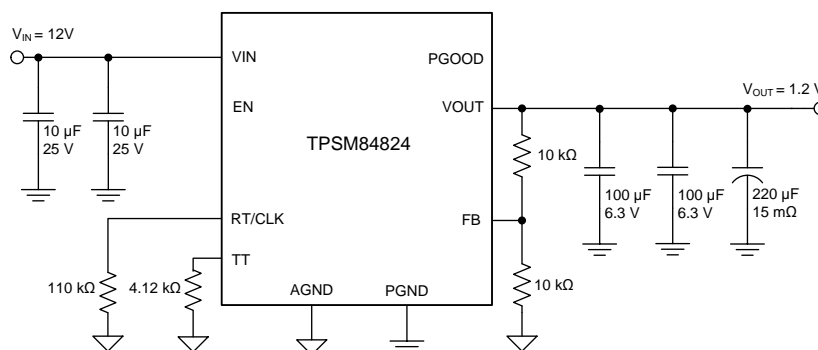 VIN = 12V
10 µF
25 V
10 µF
25 V
VIN
EN
RT/CLK
TT
AGND
PGND
PGOOD
VOUT
FB
TPSM84824
110 kΩ
4.12 kΩ
10 kΩ
10 kΩ
100 µF
6.3 V
100 µF
6.3 V
220 µF
15 mΩ
VOUT = 1.2 V